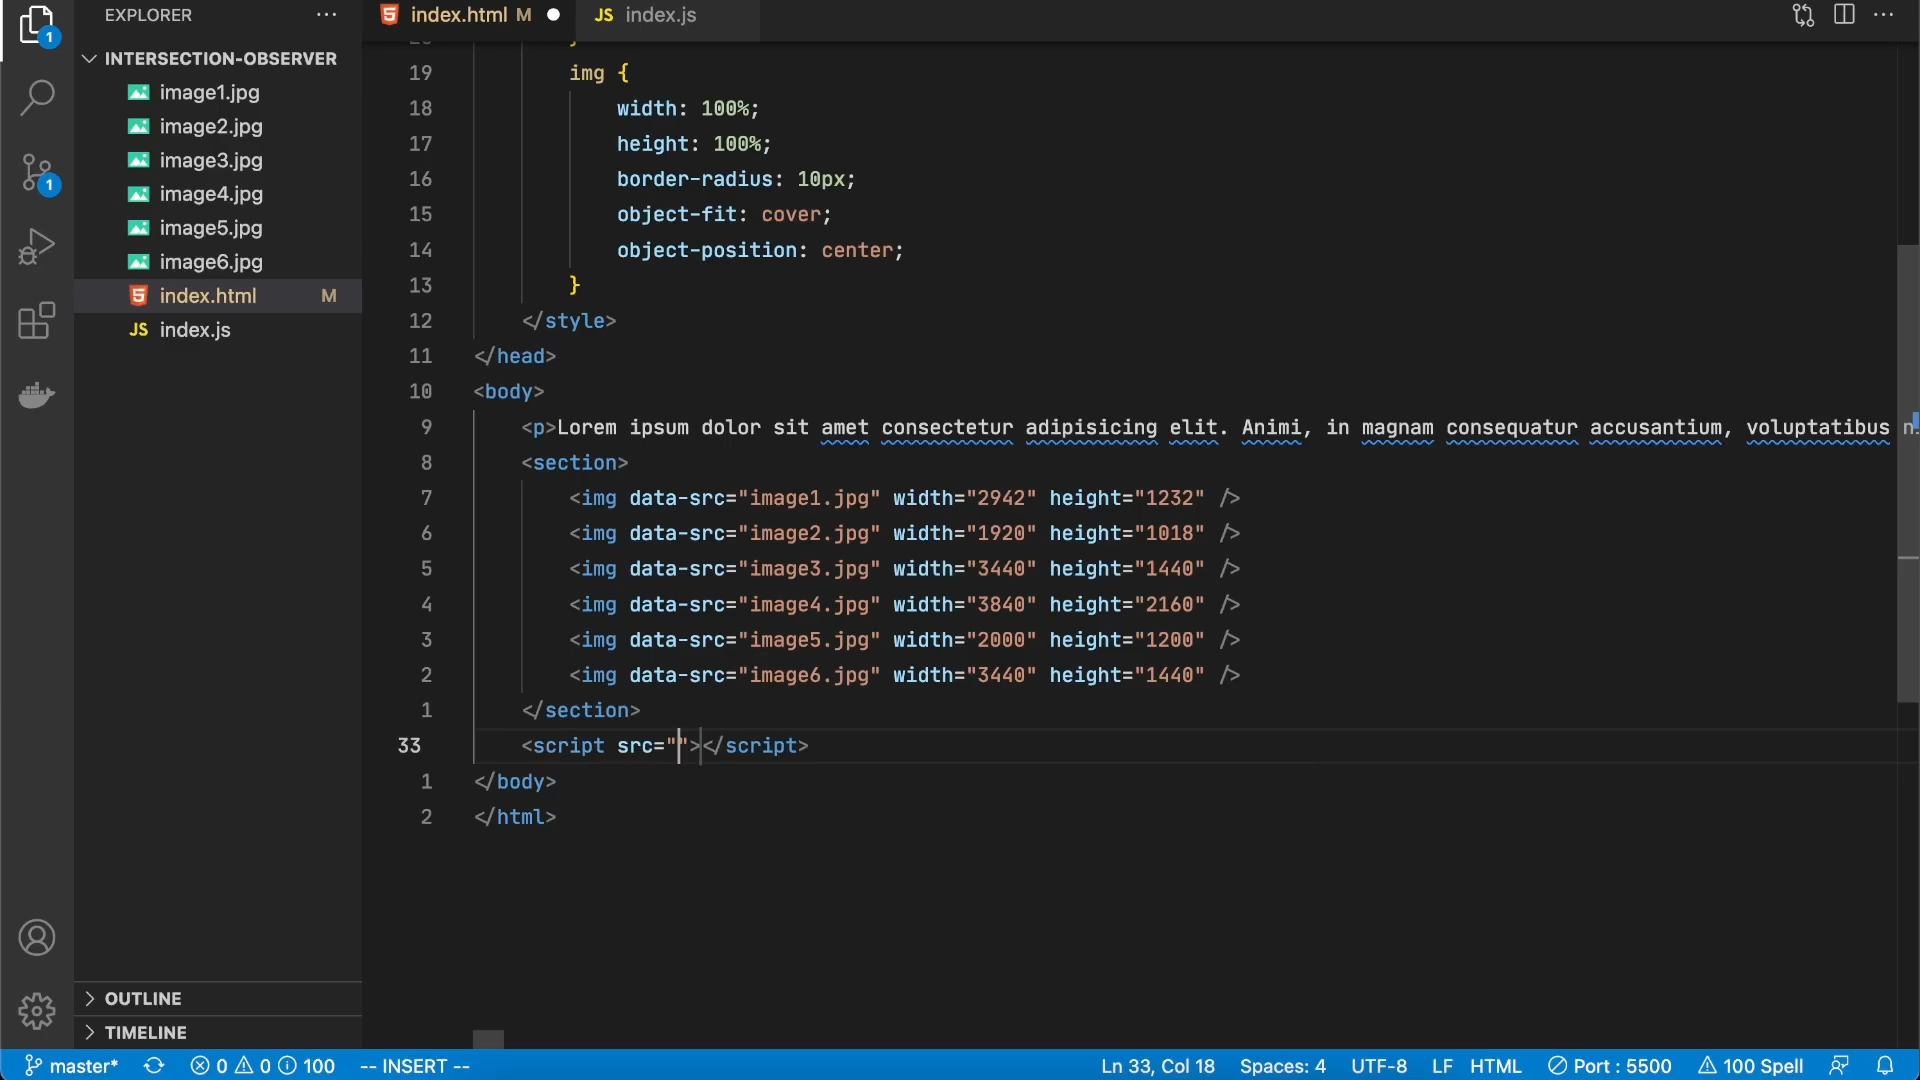 EXPLORER
INTERSECTION-OBSERVER
image1.jpg
image2.jpg
image3.jpg
image4.jpg
image5.jpg
image6.jpg
index.html M
JS index.js
OUTLINE
TIMELINE
1
1
index.html M
JS index.js
19 img {
18 width: 100%;
17 height: 100%;
16 border-radius: 10px;
15 object-fit: cover;
14 object-position: center;
13 }
12 </style>
11 </head>
10 <body>
9 <p>Lorem ipsum dolor sit amet consectetur adipisicing elit. Animi, in magnam consequatur accusantium, voluptatibus
8 <section>
7 <img data-src="image1.jpg" width="2942" height="1232" />
6 <img data-src="image2.jpg" width="1920" height="1018" />
5 <img data-src="image3.jpg" width="3440" height="1440" />
4 <img data-src="image4.jpg" width="3840" height="2160" />
3 <img data-src="image5.jpg" width="2000" height="1200" />
2 <img data-src="image6.jpg" width="3440" height="1440" />
1 </section>
33 <script src=""></script>
1 </body>
2 </html>
master* 0 0 100 -- INSERT -- Ln 33, Col 18 Spaces: 4 UTF-8 LF HTML Port : 5500 100 Spell